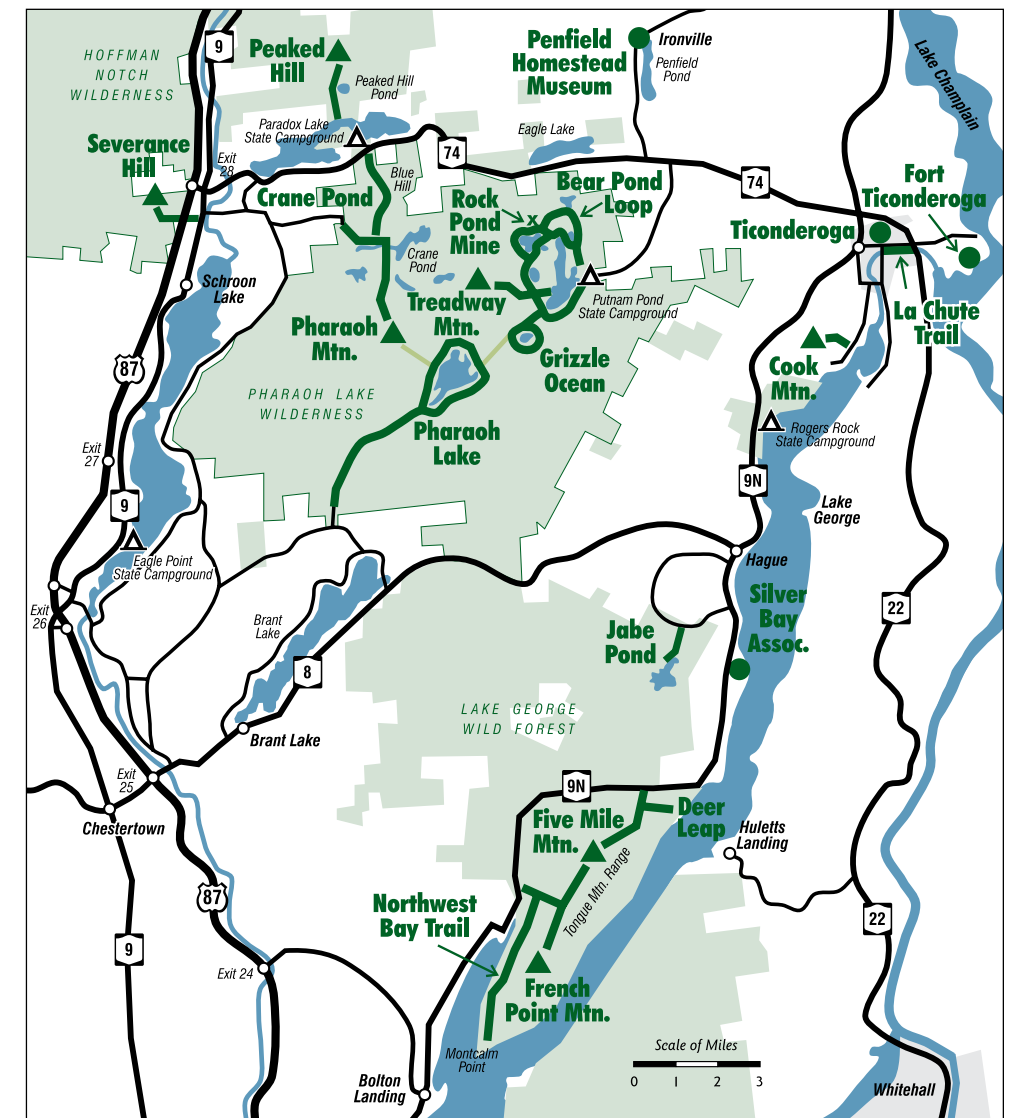 9
Peaked
Hill
HOFFMAN
NOTCH
WILDERNESS
Peaked Hill
Pond
Penfield
Homestead
Museum
Ironville
Penfield
Pond
Lake Champlain
Paradox Lake
State Campground
Eagle Lake
Severance
Hill
Exit
28
74
74
Blue
Hill
Crane Pond
Rock
Pond
Mine
x
Bear Pond
Loop
Fort
Ticonderoga
Ticonderoga
Crane
Pond
Schroon
Lake
Treadway
Mtn.
Putnam Pond
State Campground
La Chute
Trail
Pharaoh
Mtn.
Grizzle
Ocean
Cook
Mtn.
87
PHARAOH LAKE
WILDERNESS
Pharaoh
Lake
Rogers Rock
State Campground
Exit
27
9
9N
Lake
George
Eagle Point
State Campground
Hague
Exit
26
Brant
Lake
Silver
Bay
Assoc.
22
Jabe
Pond
8
LAKE GEORGE
WILD FOREST
Brant Lake
Exit
25
9N
Chestertown
Five Mile
Mtn.
Deer
Leap
Huletts
Landing
Tongue Mtn. Range
87
Northwest
Bay Trail
22
9
Exit 24
French
Point Mtn.
Montcalm
Point
Scale of Miles
0 1 2 3
Bolton
Landing
Whitehall